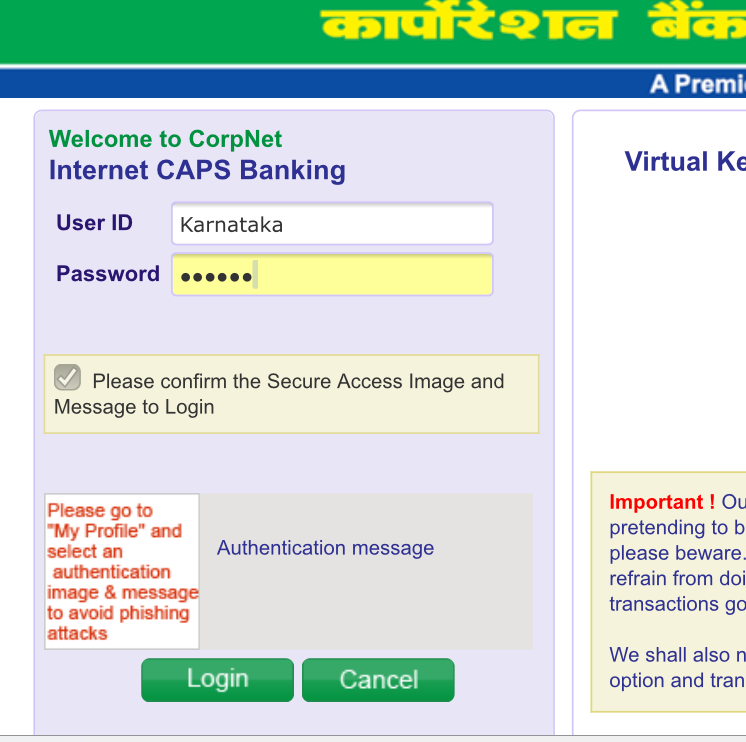 कार्पोरेशन बैंक
A Premi
Welcome to CorpNet
Internet CAPS Banking
User ID
Karnataka
Password
••••••
Please confirm the Secure Access Image and
Message to Login
Please go to
"My Profile" and
select an
authentication
image & message
to avoid phishing
attacks
Authentication message
Login
Cancel
Virtual Ke
Important ! Ou
pretending to b
please beware.
refrain from doi
transactions go
We shall also n
option and tran